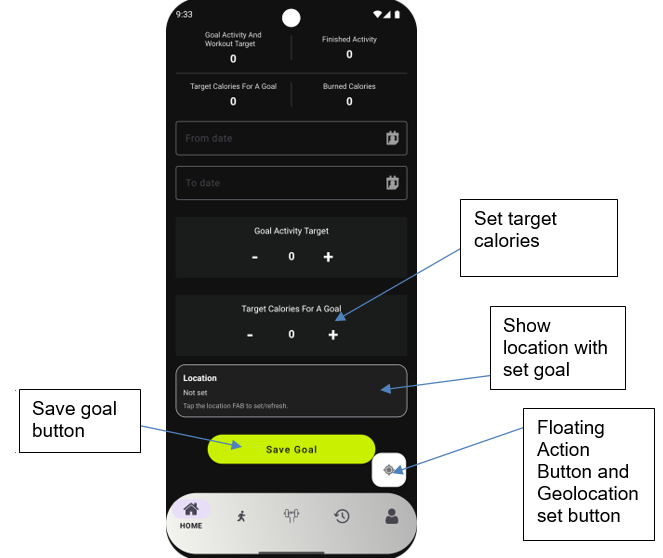 9:33
Goal Activity And
Workout Target
0
Finished Activity
0
Target Calories For A Goal
0
Burned Calories
0
From date
To date
Goal Activity Target
- 0 +
Target Calories For A Goal
- 0 +
Location
Not set
Tap the location FAB to set/refresh.
Save Goal
HOME
Set target
calories
Show
location with
set goal
Save goal
button
Floating
Action
Button and
Geolocation
set button